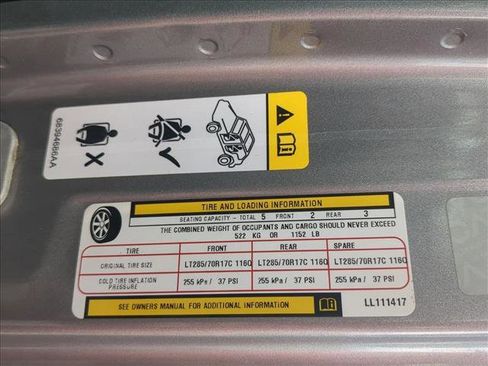 68394686AA
TIRE AND LOADING INFORMATION
SEATING CAPACITY - TOTAL 5 FRONT 2 REAR 3
THE COMBINED WEIGHT OF OCCUPANTS AND CARGO SHOULD NEVER EXCEED
522 KG OR 1152 LB
TIRE FRONT REAR SPARE
ORIGINAL TIRE SIZE LT285/70R17C 116Q LT285/70R17C 116Q LT285/70R17C 116Q
COLD TIRE INFLATION PRESSURE 255 kPa / 37 PSI 255 kPa / 37 PSI 255 kPa / 37 PSI
SEE OWNERS MANUAL FOR ADDITIONAL INFORMATION
LL111417